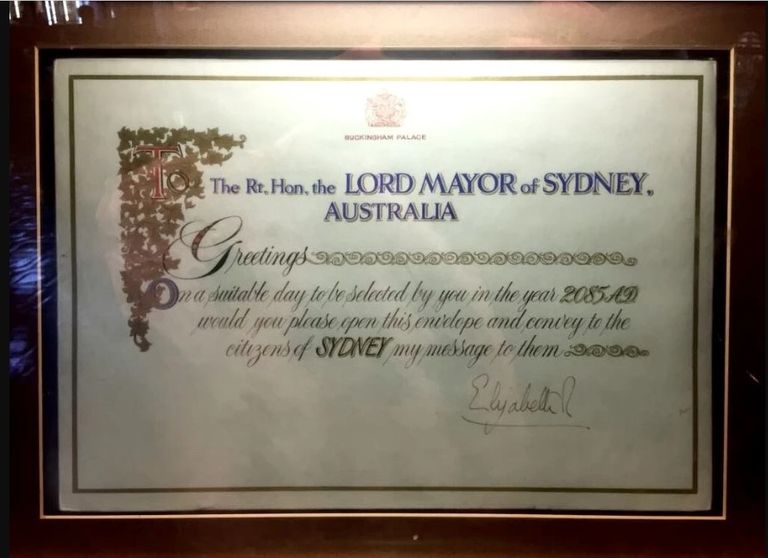 BUCKINGHAM PALACE
To The Rt. Hon. the LORD MAYOR of SYDNEY,
AUSTRALIA
Greetings
On a suitable day to be selected by you in the year 2085 AD
would you please open this envelope and convey to the
citizens of SYDNEY my message to them
Elizabeth R